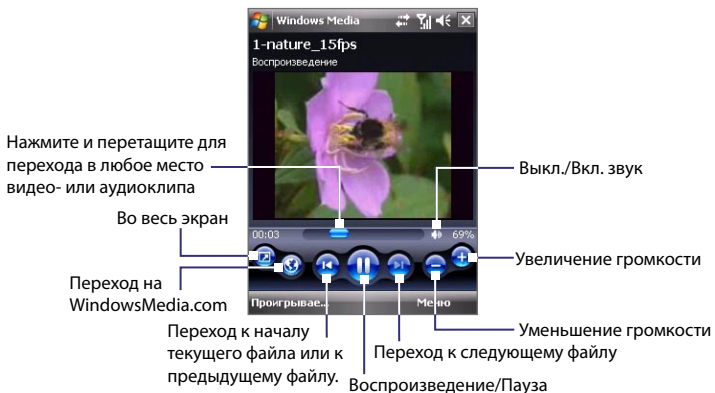 Windows Media
1-nature_15fps
Воспроизведение
Нажмите и перетащите для
перехода в любое место
видео- или аудиоклипа
Выкл./Вкл. звук
Во весь экран
00:03
69%
Увеличение громкости
Переход на
WindowsMedia.com
Проигрывае...
Меню
Переход к началу
текущего файла или к
предыдущему файлу.
Уменьшение громкости
Переход к следующему файлу
Воспроизведение/Пауза